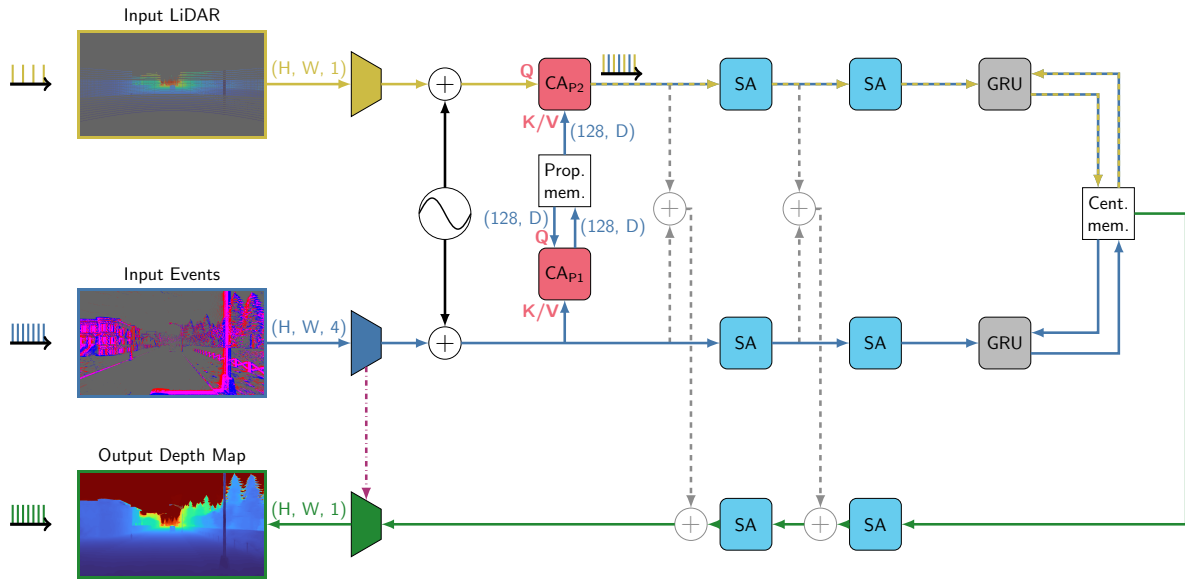 Input LiDAR
(H, W, 1)
Q
CAP2
SA
SA
GRU
K/V
(128, D)
Prop.
mem.
Cent.
mem.
(128, D)
(128, D)
Q
CAP1
Input Events
K/V
(H, W, 4)
SA
SA
GRU
Output Depth Map
(H, W, 1)
SA
SA